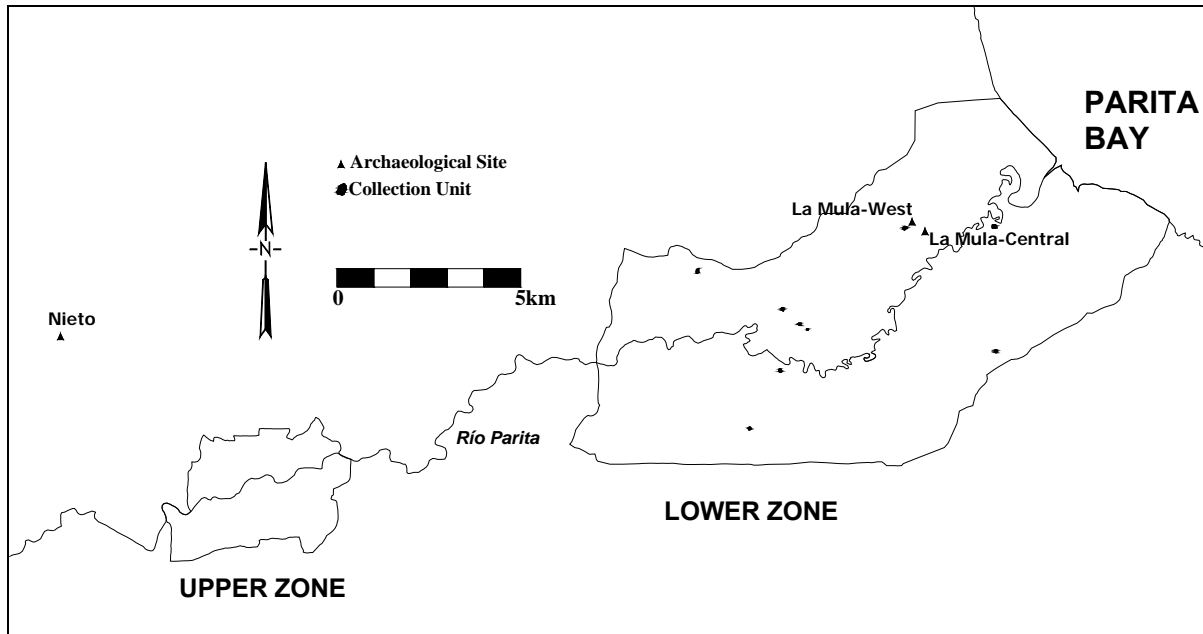 PARITA
BAY
Archaeological Site
Collection Unit
La Mula-West
N
La Mula-Central
0 5km
Nieto
Río Parita
LOWER ZONE
UPPER ZONE